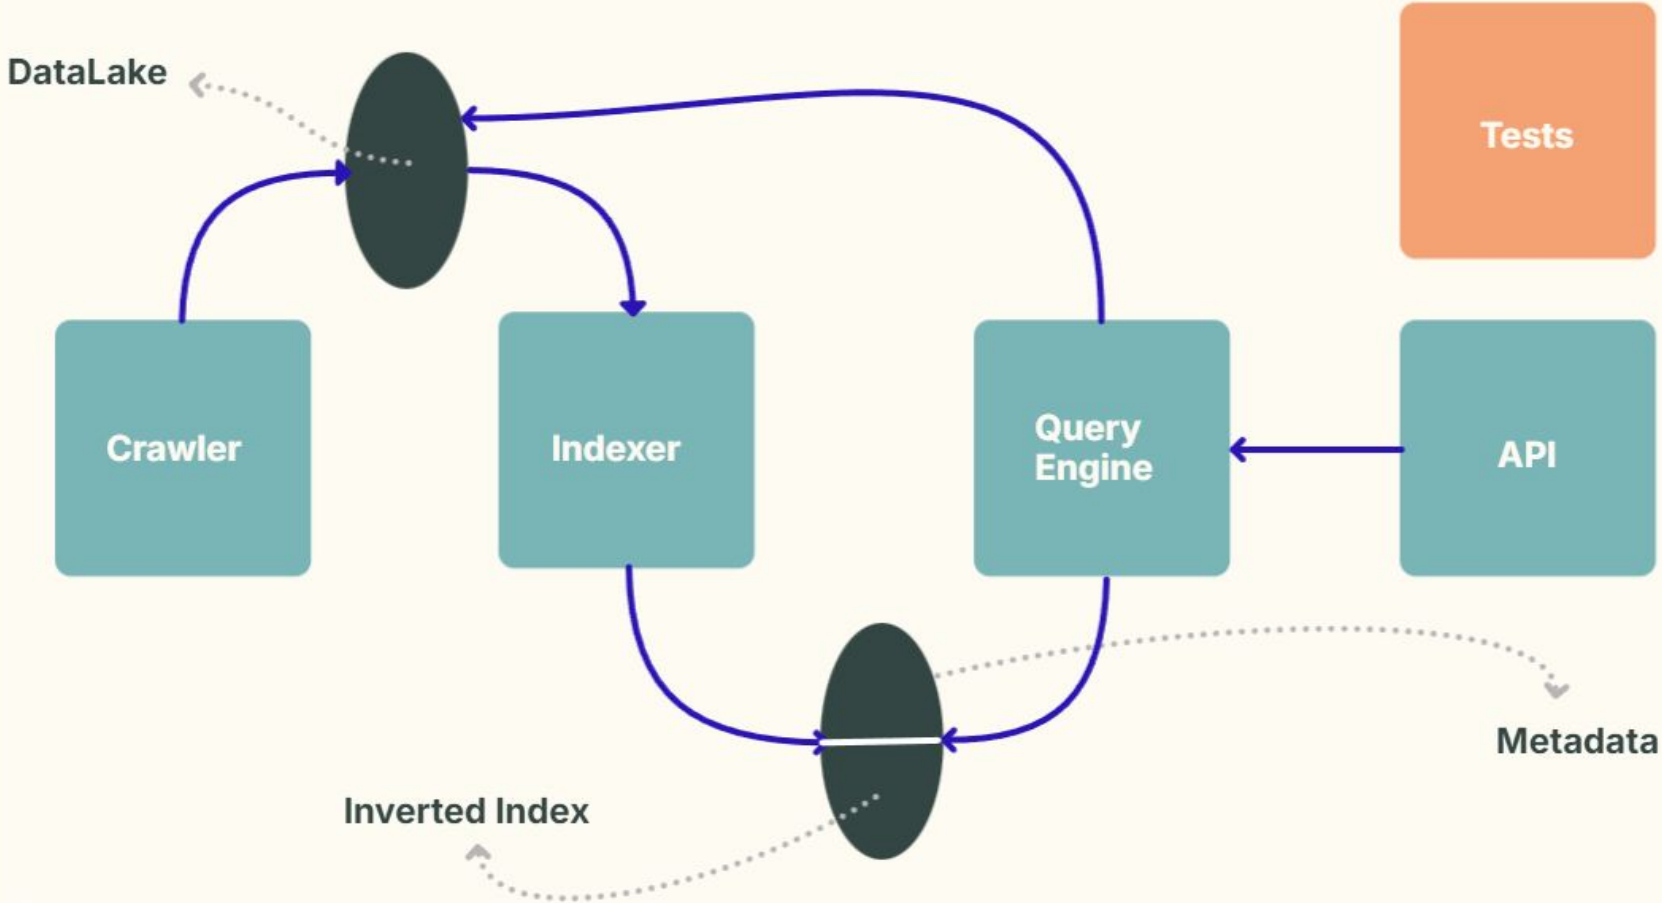 DataLake
Tests
Crawler
Indexer
Query
Engine
API
Metadata
Inverted Index